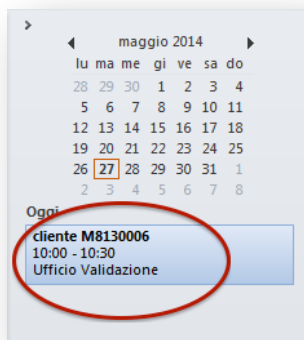 maggio 2014
lu ma me gi ve sa do
28 29 30 1 2 3 4
5 6 7 8 9 10 11
12 13 14 15 16 17 18
19 20 21 22 23 24 25
26 27 28 29 30 31 1
2 3 4 5 6 7 8
Oggi
cliente M8130006
10:00 - 10:30
Ufficio Validazione